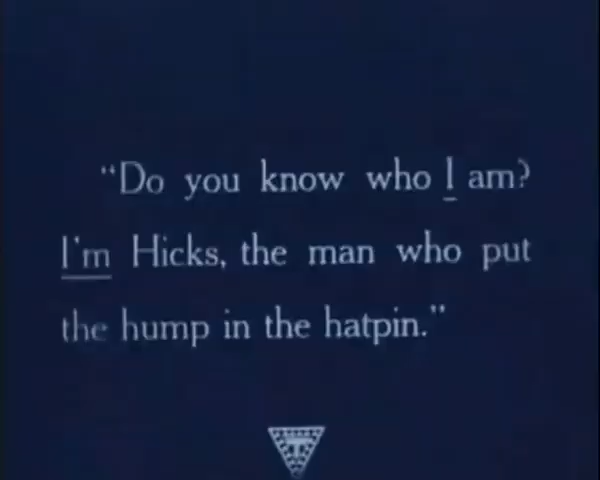 "Do you know who I am?
I'm Hicks, the man who put
the hump in the hatpin."